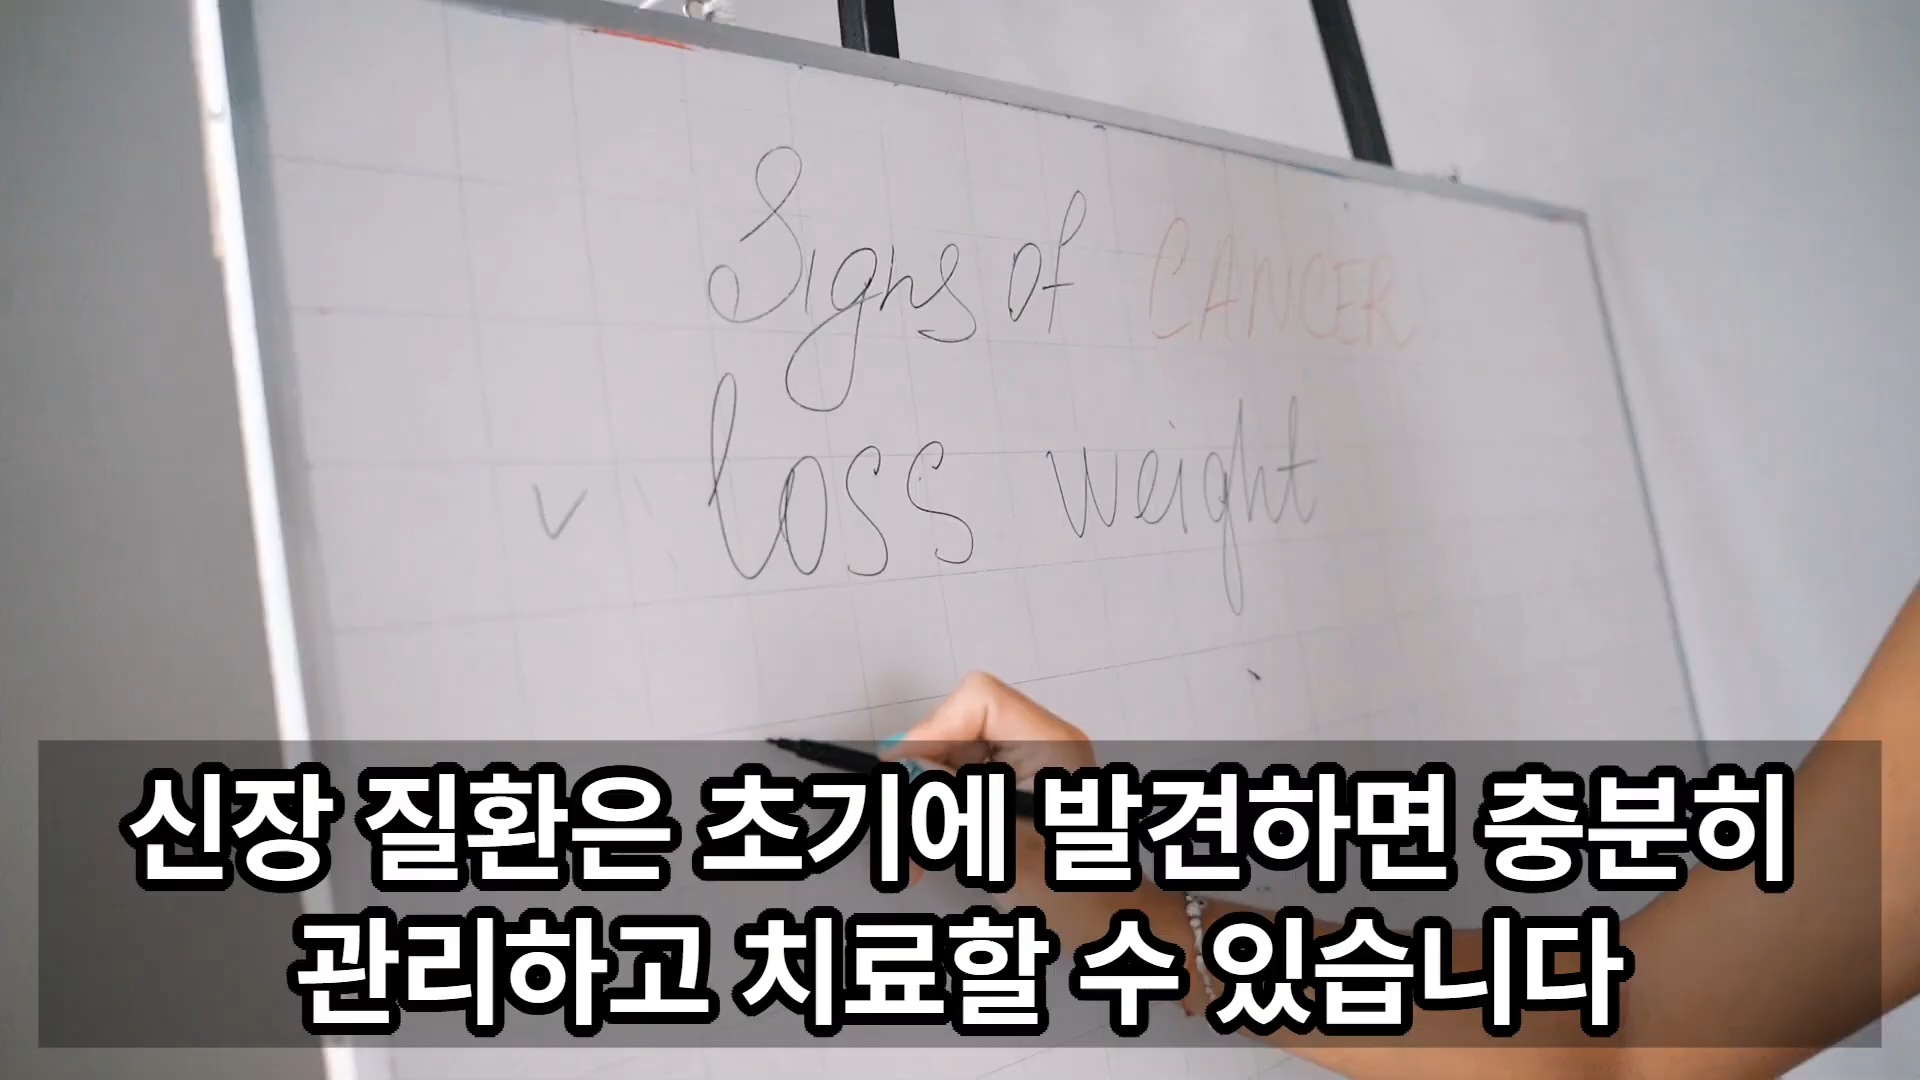 Signs of CANCER
✓ loss weight
신장 질환은 초기에 발견하면 충분히
관리하고 치료할 수 있습니다